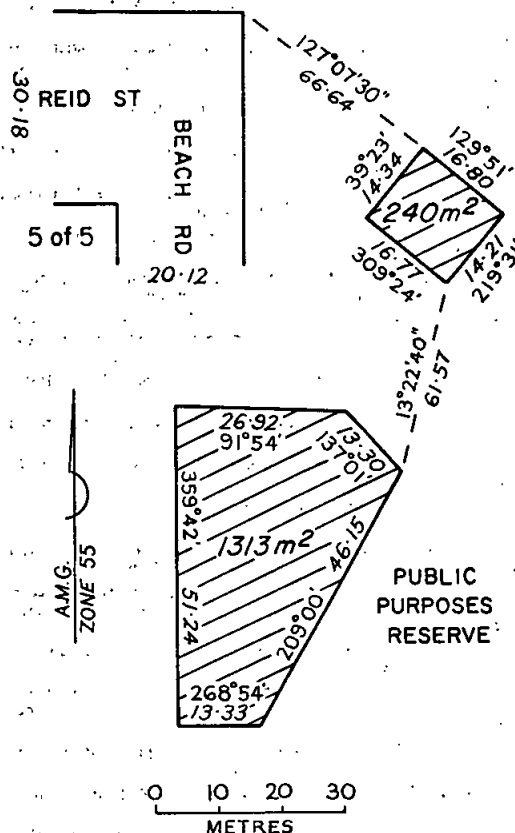 127°07'30"
66·64
30·18
REID ST
BEACH RD
5 of 5
20·12
39°23'
14·34
129°51'
16·80
240m²
16·77
309°24'
14·21
13°22'40"
61·57
26·92
91°54'
13·30
137°01'
359°42'
51·24
1313m²
46·15
209°00'
268°54'
13·33'
A.M.G.
ZONE 55
PUBLIC
PURPOSES
RESERVE
0 10 20 30
METRES